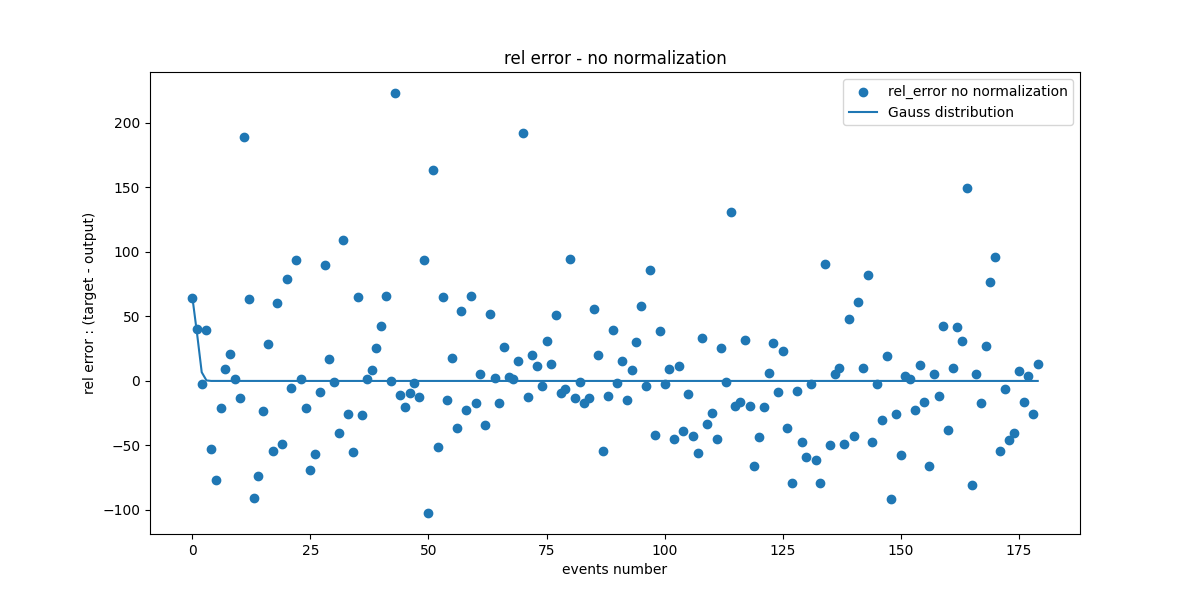 rel error - no normalization
rel_error no normalization
Gauss distribution
rel error : (target - output)
200
150
100
50
0
−50
−100
0 25 50 75 100 125 150 175
events number